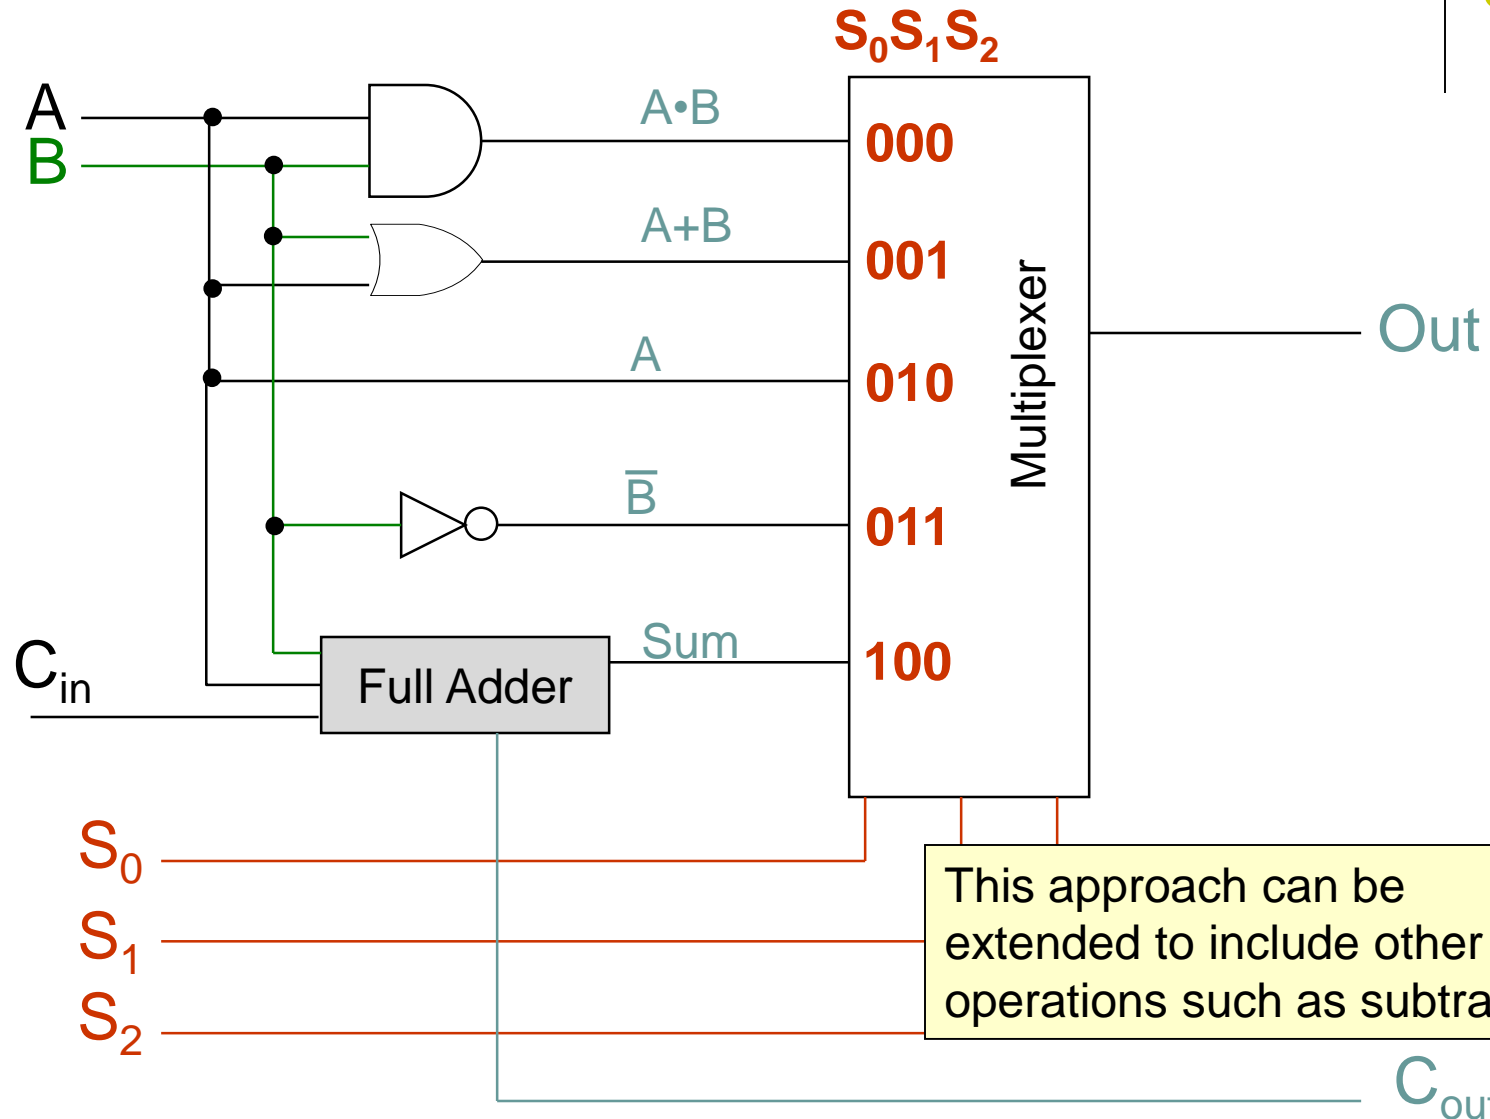 S₀S₁S₂
A
B
A•B
000
A+B
001
Multiplexer
Out
A
010
B̅
011
Sum
100
Cᵢₙ
Full Adder
S₀
S₁
S₂
This approach can be
extended to include other
operations such as
C